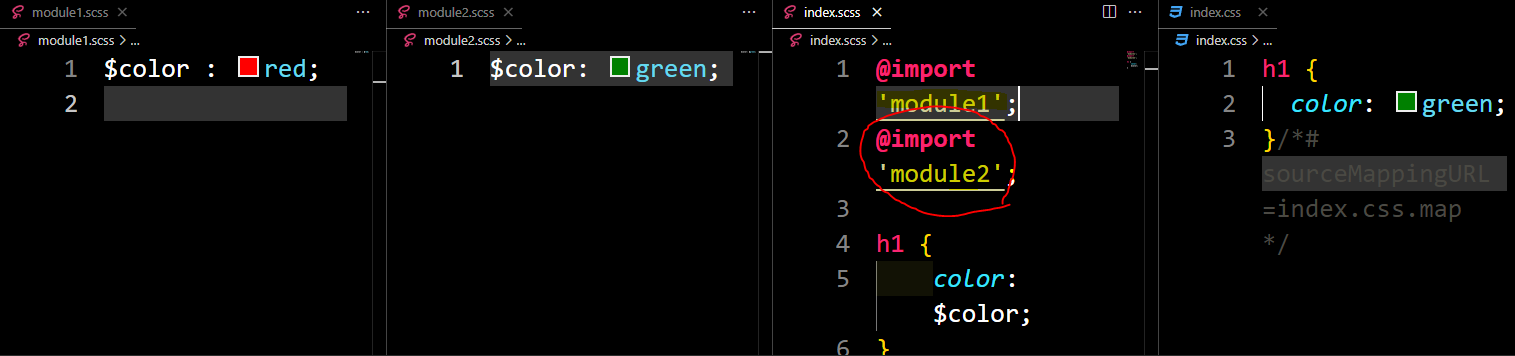 module1.scss
module1.scss > ...
1 $color : red;
2
module2.scss
module2.scss > ...
1 $color: green;
index.scss
index.scss > ...
1 @import
'module1';
2 @import
'module2';
3
4 h1 {
5 color:
$color;
6 }
index.css
index.css > ...
1 h1 {
2 color: green;
3 }/*#
sourceMappingURL
=index.css.map
*/